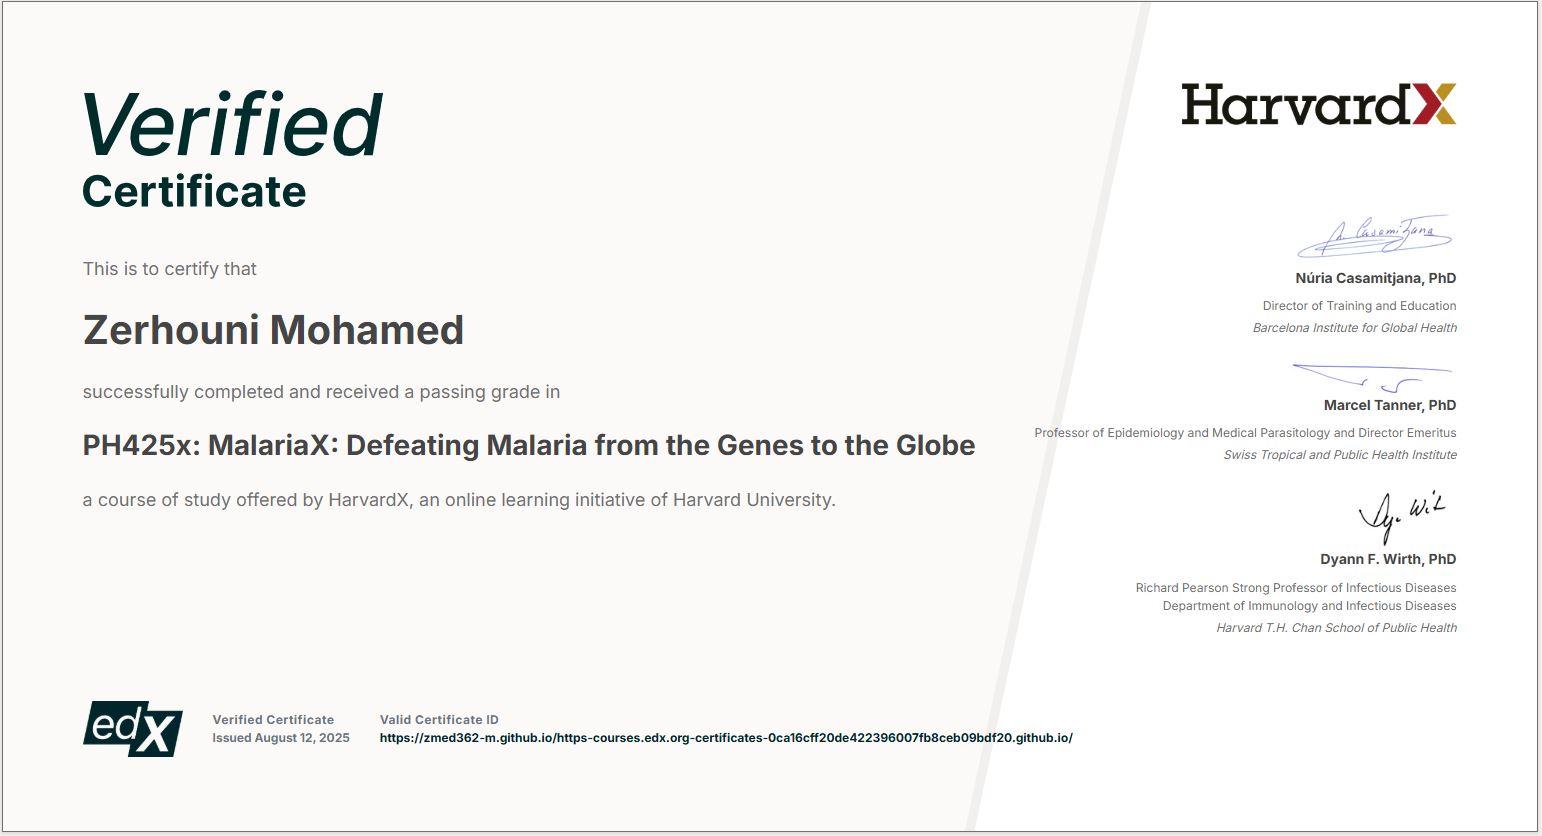 Verified
Certificate
This is to certify that
Zerhouni Mohamed
successfully completed and received a passing grade in
PH425x: MalariaX: Defeating Malaria from the Genes to the Globe
a course of study offered by HarvardX, an online learning initiative of Harvard University.
edX
Verified Certificate
Issued August 12, 2025
Valid Certificate ID
https://zmed362-m.github.io/https-courses.edx.org-certificates-0ca16cff20de422396007fb8ceb09bdf20.github.io/
HarvardX
Núria Casamitjana, PhD
Director of Training and Education
Barcelona Institute for Global Health
Marcel Tanner, PhD
Professor of Epidemiology and Medical Parasitology and Director Emeritus
Swiss Tropical and Public Health Institute
Dyann F. Wirth, PhD
Richard Pearson Strong Professor of Infectious Diseases
Department of Immunology and Infectious Diseases
Harvard T.H. Chan School of Public Health